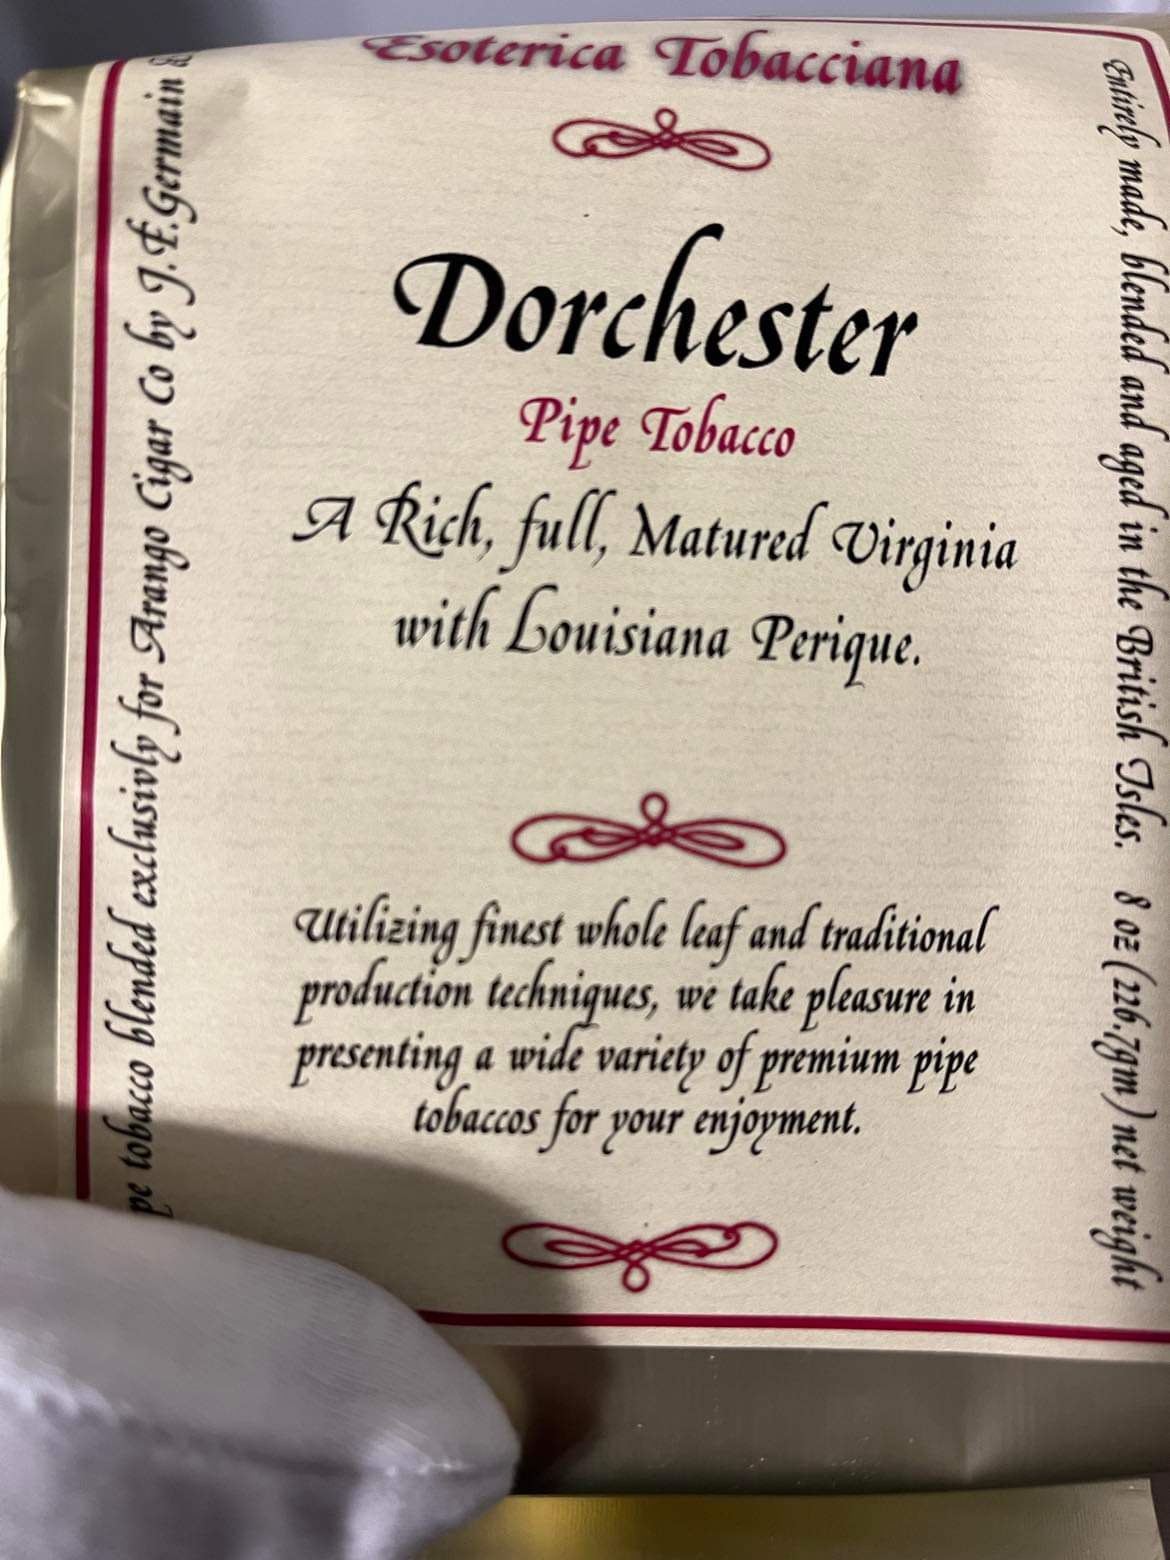 Esoterica Tobacciana
Dorchester
Pipe Tobacco
A Rich, full, Matured Virginia
with Louisiana Perique.
Utilizing finest whole leaf and traditional
production techniques, we take pleasure in
presenting a wide variety of premium pipe
tobaccos for your enjoyment.
tobacco blended exclusivly for Arango Cigar Co by J.F.Germain
Entirely made, blended and aged in the British Isles. 8 oz (226.7gm) net weight